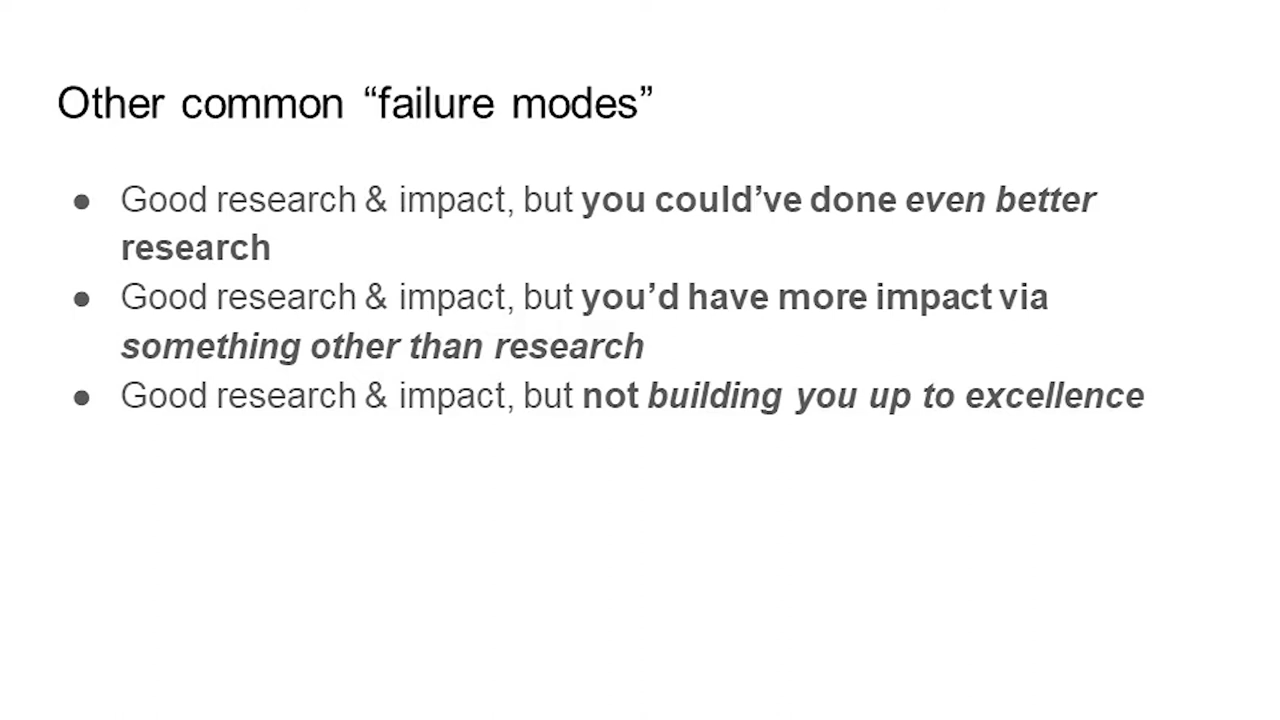 Other common “failure modes”
● Good research & impact, but you could’ve done even better
research
● Good research & impact, but you’d have more impact via
something other than research
● Good research & impact, but not building you up to excellence